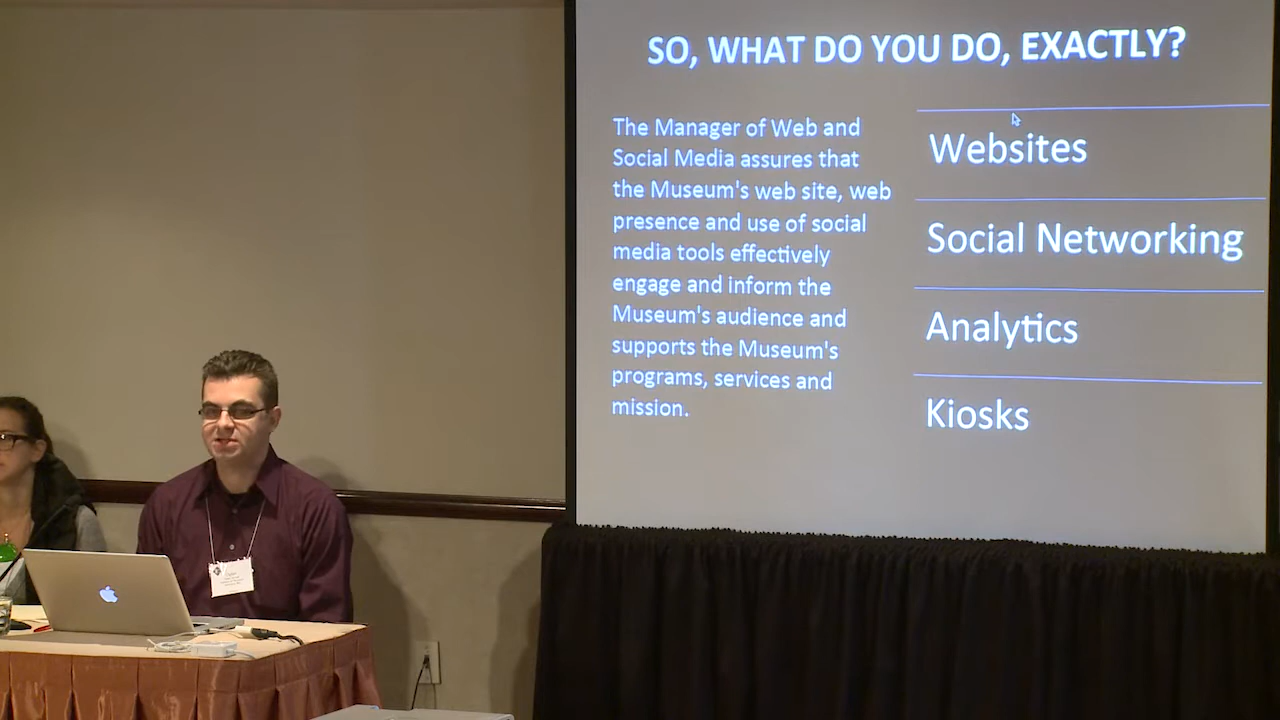 SO, WHAT DO YOU DO, EXACTLY?
The Manager of Web and
Social Media assures that
the Museum's web site, web
presence and use of social
media tools effectively
engage and inform the
Museum's audience and
supports the Museum's
programs, services and
mission.
Websites
Social Networking
Analytics
Kiosks